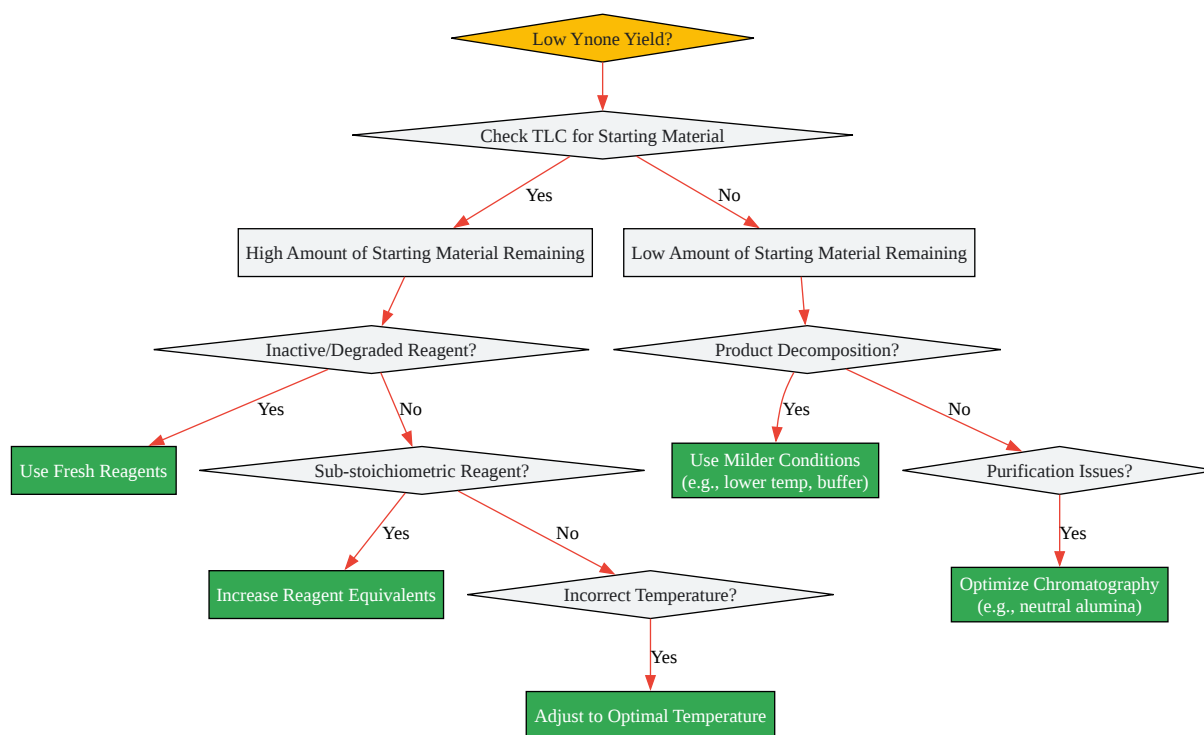 Low Ynone Yield?
Check TLC for Starting Material
Yes
No
High Amount of Starting Material Remaining
Low Amount of Starting Material Remaining
Inactive/Degraded Reagent?
Product Decomposition?
Yes
No
Yes
No
Use Fresh Reagents
Sub-stoichiometric Reagent?
Use Milder Conditions
(e.g., lower temp, buffer)
Purification Issues?
Yes
No
Yes
Increase Reagent Equivalents
Incorrect Temperature?
Optimize Chromatography
(e.g., neutral alumina)
Yes
Adjust to Optimal Temperature